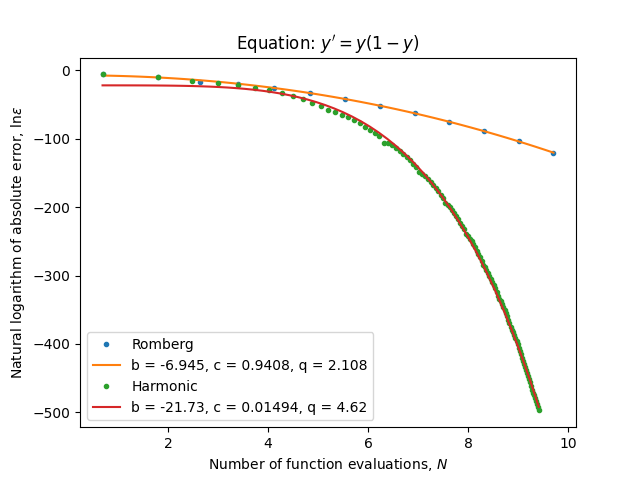 Equation: y′ = y(1 − y)
Natural logarithm of absolute error, lnε
0
−100
−200
−300
−400
−500
Romberg
b = -6.945, c = 0.9408, q = 2.108
Harmonic
b = -21.73, c = 0.01494, q = 4.62
2 4 6 8 10
Number of function evaluations, N